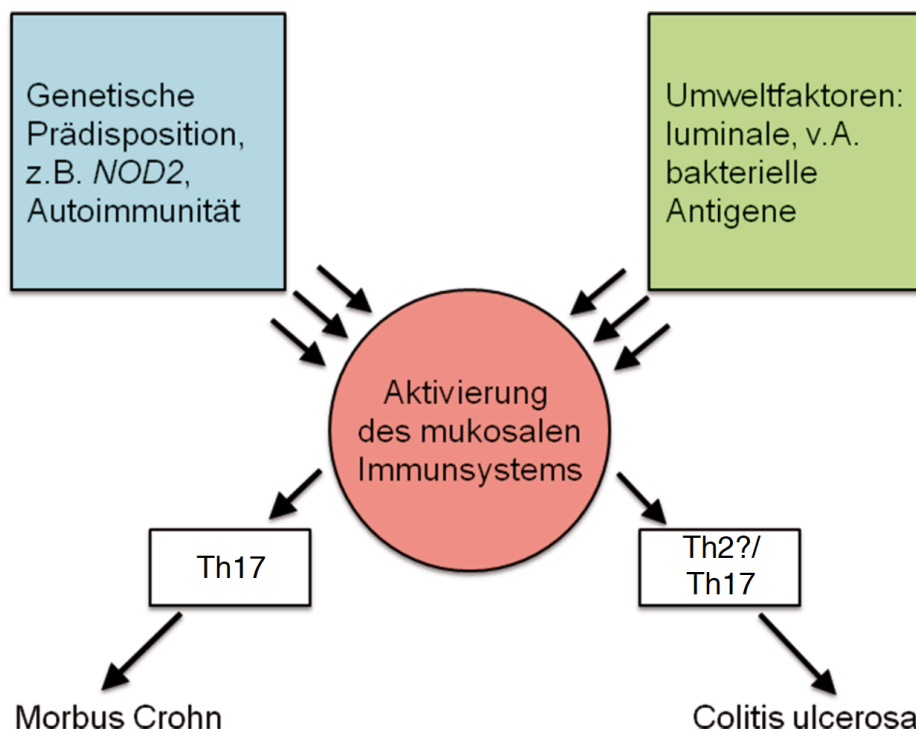 Genetische
Prädisposition,
z.B. NOD2,
Autoimmunität
Umweltfaktoren:
luminale, v.A.
bakterielle
Antigene
Aktivierung
des mukosalen
Immunsystems
Th17
Th2?/
Th17
Morbus Crohn
Colitis ulcerosa